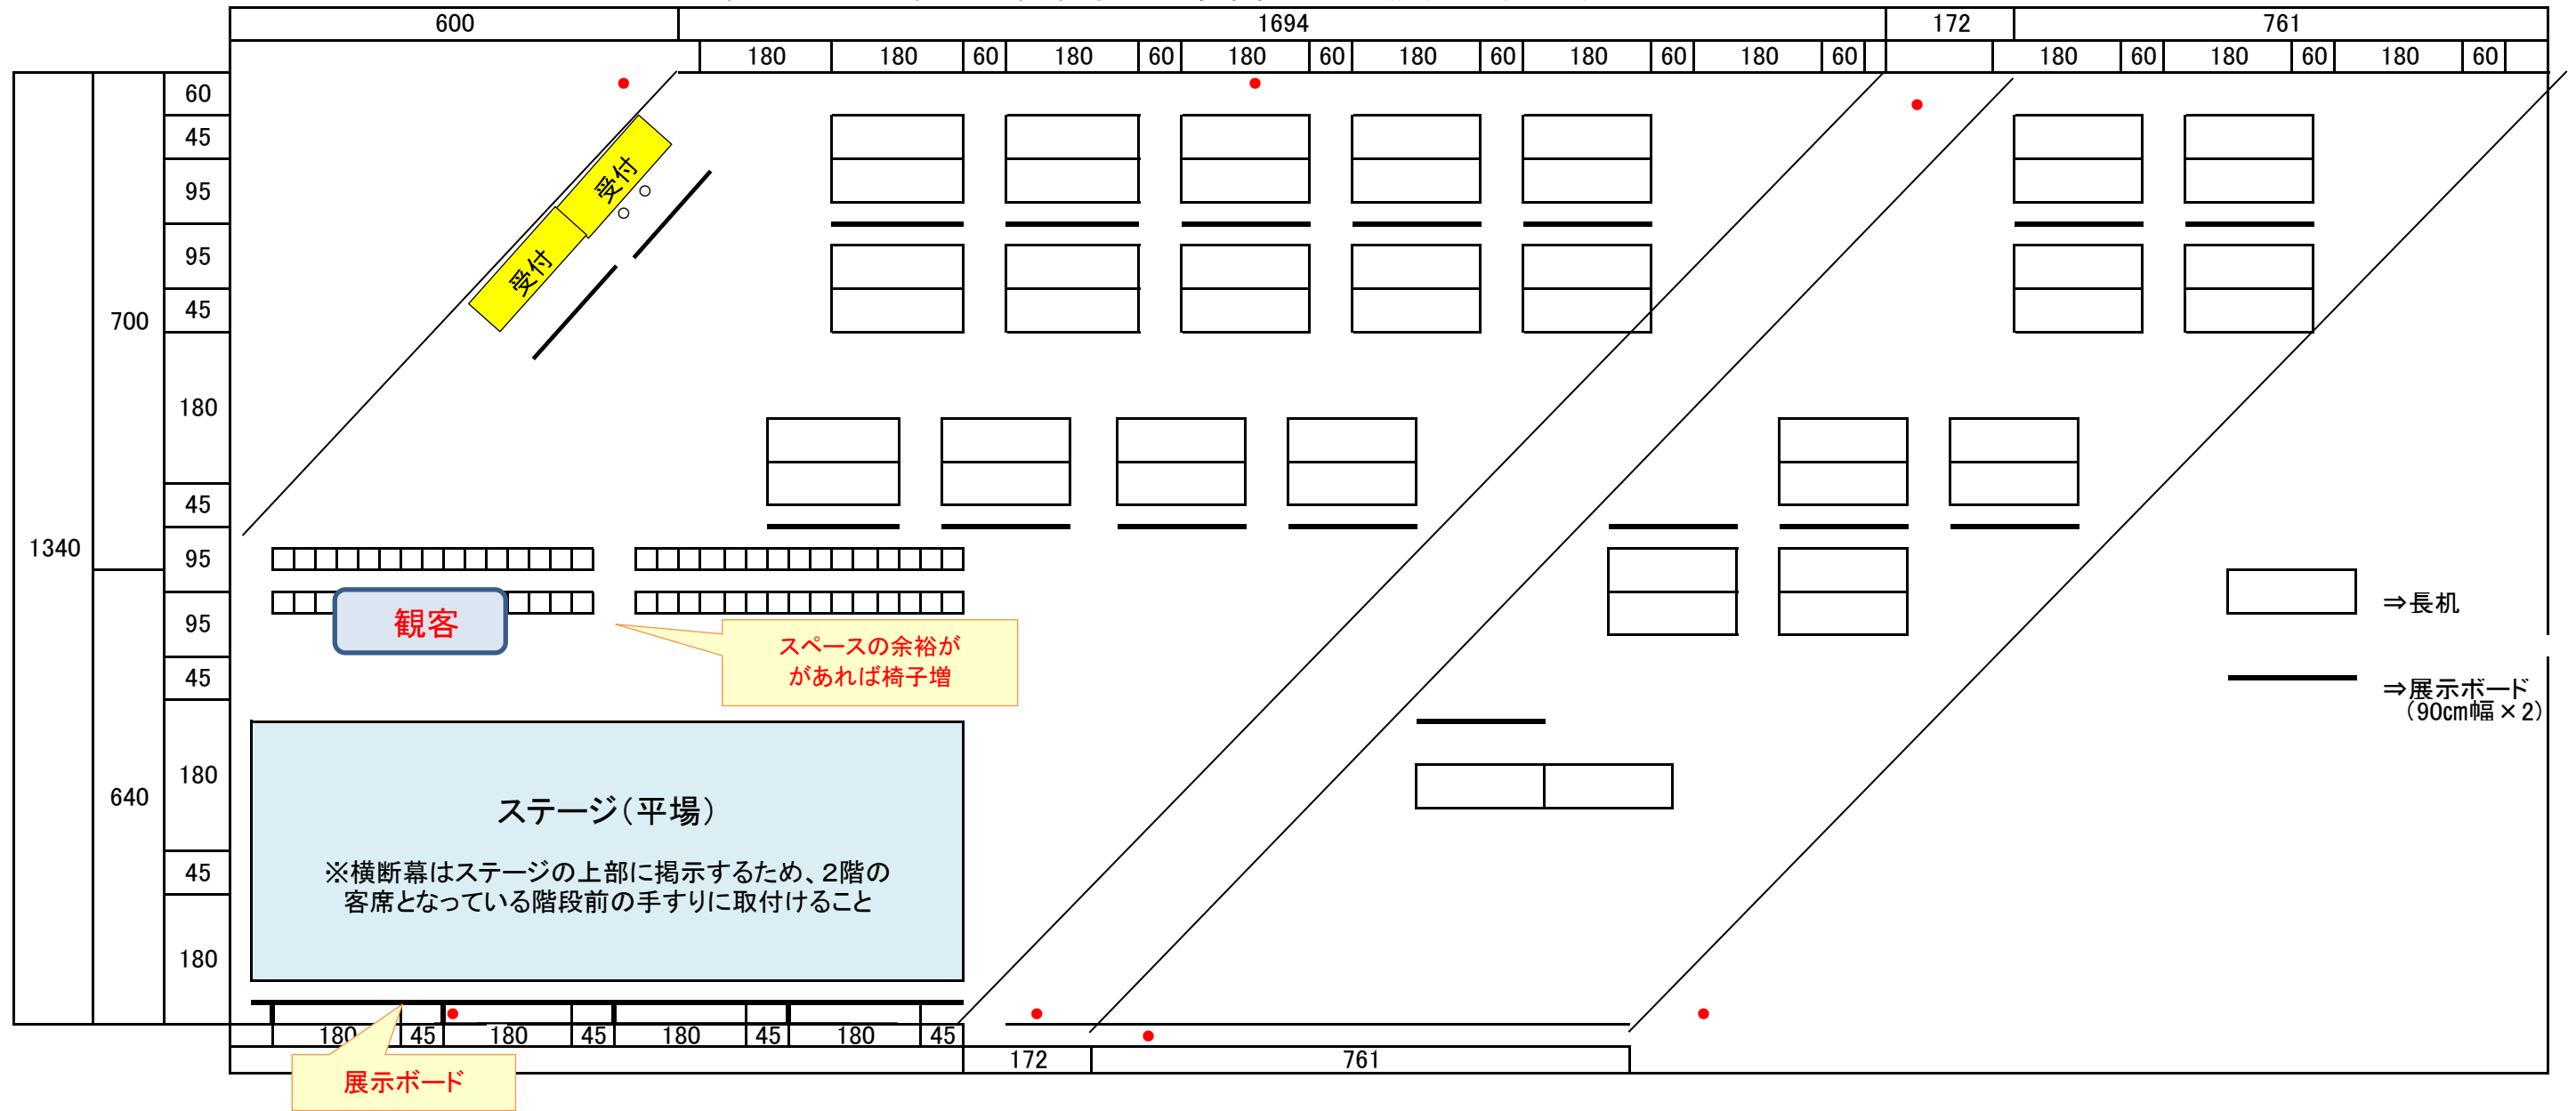 600 1694 172 761
180 180 60 180 60 180 60 180 60 180 60 180 60 180 60 180 60 180 60
1340
700
640
60
45
95
95
45
180
45
95
95
45
180
45
180
受付
受付
観客
スペースの余裕が
があれば椅子増
⇒長机
⇒展示ボード
(90cm幅×2)
ステージ(平場)
※横断幕はステージの上部に掲示するため、2階の
客席となっている階段前の手すりに取付けること
180 45 180 45 180 45 180 45
172 761
展示ボード